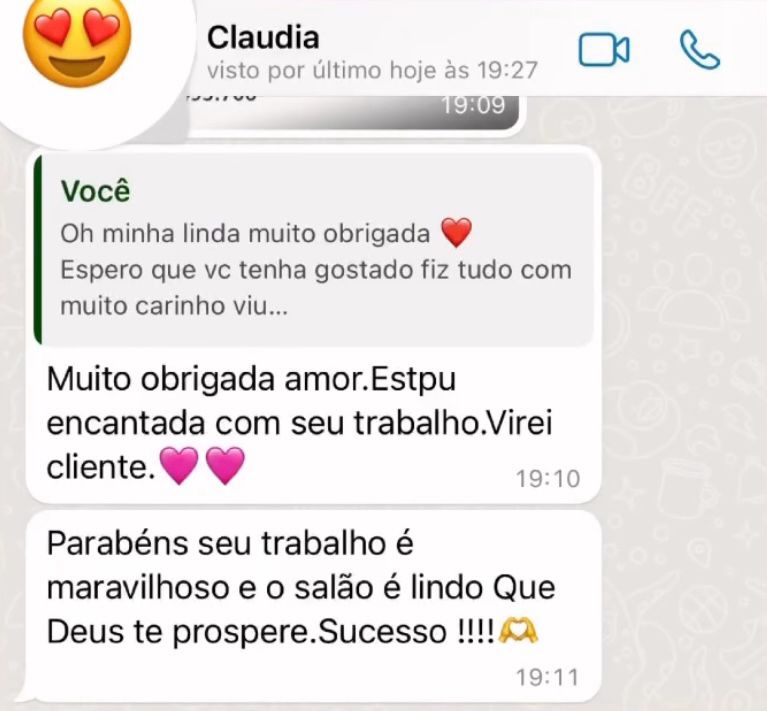 Claudia
visto por último hoje às 19:27
19:09
Você
Oh minha linda muito obrigada ❤️
Espero que vc tenha gostado fiz tudo com
muito carinho viu...
Muito obrigada amor.Estpu
encantada com seu trabalho.Virei
cliente.🩷🩷
19:10
Parabéns seu trabalho é
maravilhoso e o salão é lindo Que
Deus te prospere.Sucesso !!!!🫶
19:11